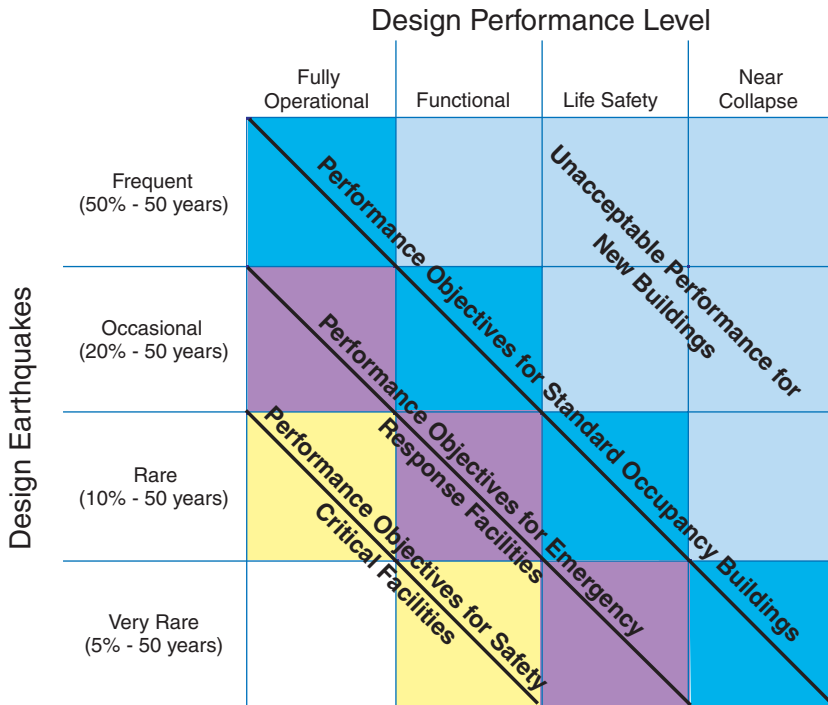 Design Performance Level
Fully
Operational
Functional
Life Safety
Near
Collapse
Design Earthquakes
Frequent
(50% - 50 years)
Occasional
(20% - 50 years)
Rare
(10% - 50 years)
Very Rare
(5% - 50 years)
Unacceptable Performance for
New Buildings
Performance Objectives for Standard Occupancy Buildings
Performance Objectives for Emergency
Response Facilities
Performance Objectives for Safety
Critical Facilities